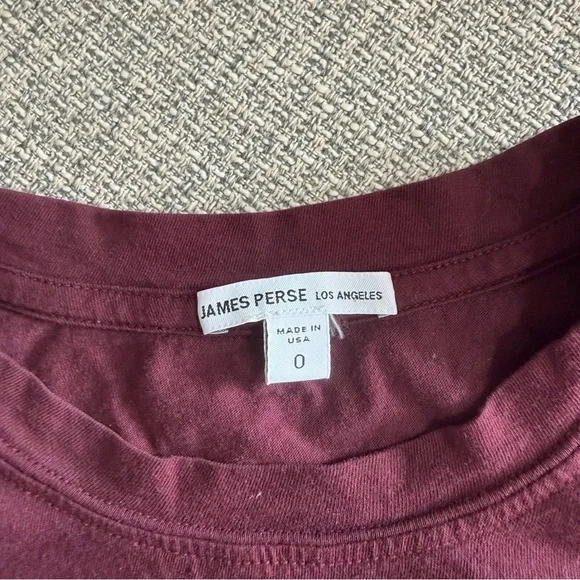 JAMES PERSE LOS ANGELES
MADE IN
USA
0